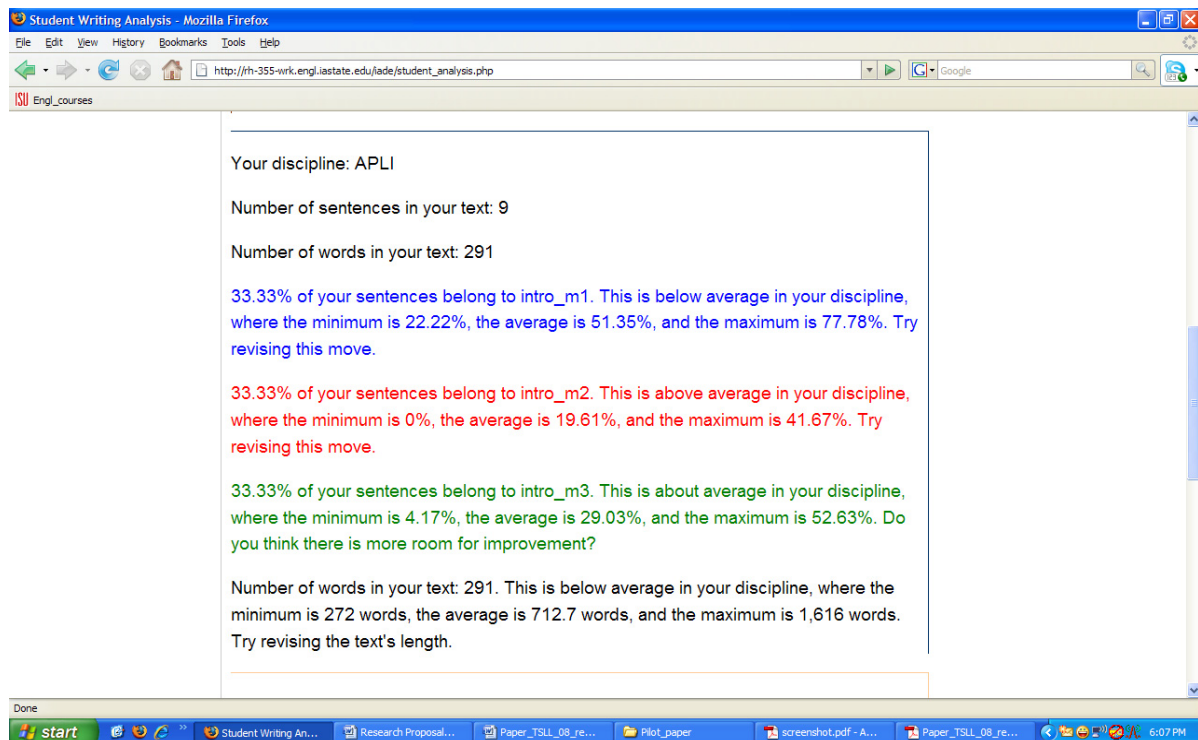 Student Writing Analysis - Mozilla Firefox
File Edit View History Bookmarks Tools Help
http://rh-355-wrk.engl.iastate.edu/iade/student_analysis.php
G Google
ISU Engl_courses
Your discipline: APLI
Number of sentences in your text: 9
Number of words in your text: 291
33.33% of your sentences belong to intro_m1. This is below average in your discipline,
where the minimum is 22.22%, the average is 51.35%, and the maximum is 77.78%. Try
revising this move.
33.33% of your sentences belong to intro_m2. This is above average in your discipline,
where the minimum is 0%, the average is 19.61%, and the maximum is 41.67%. Try
revising this move.
33.33% of your sentences belong to intro_m3. This is about average in your discipline,
where the minimum is 4.17%, the average is 29.03%, and the maximum is 52.63%. Do
you think there is more room for improvement?
Number of words in your text: 291. This is below average in your discipline, where the
minimum is 272 words, the average is 712.7 words, and the maximum is 1,616 words.
Try revising the text's length.
Done
start Student Writing An... Research Proposal... Paper_TSLL_08_re... Pilot_paper screenshot.pdf - A... Paper_TSLL_08_re... 6:07 PM